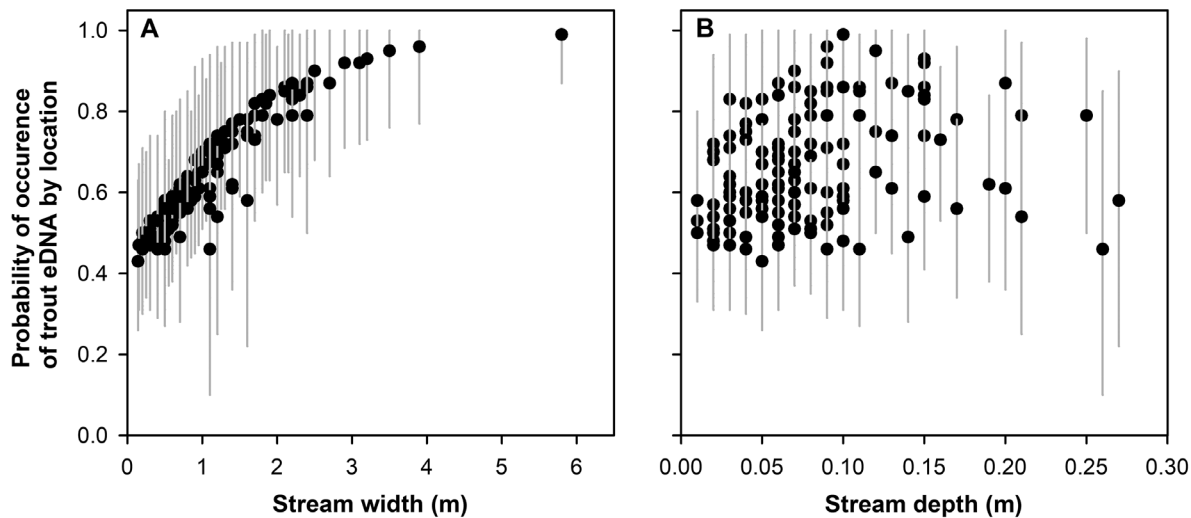 Probability of occurence
of trout eDNA by location
A
1.0
0.8
0.6
0.4
0.2
0.0
0 1 2 3 4 5 6
Stream width (m)
B
0.00 0.05 0.10 0.15 0.20 0.25 0.30
Stream depth (m)